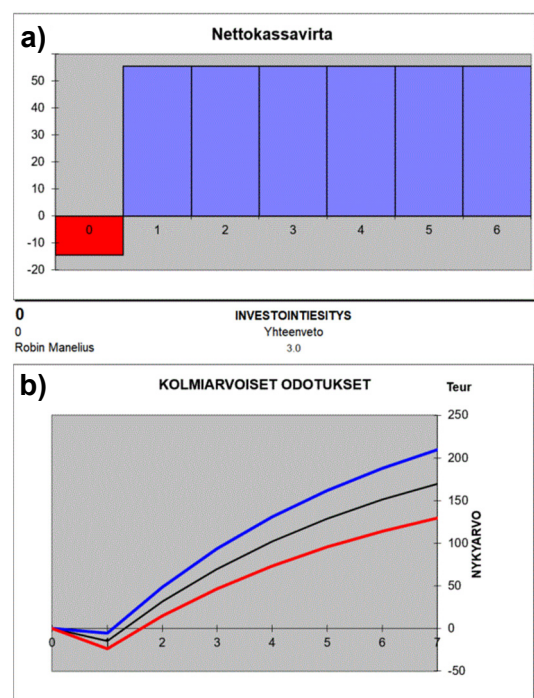 a)
Nettokassavirta
50
40
30
20
10
0
-10
-20
0 1 2 3 4 5 6
0 INVESTOINTIESITYS
0 Yhteenveto
Robin Manelius 3.0
b)
KOLMIARVOISET ODOTUKSET Teur
250
200
150
100
50
0
-50
NYKYARVO
0 2 3 4 5 6 7